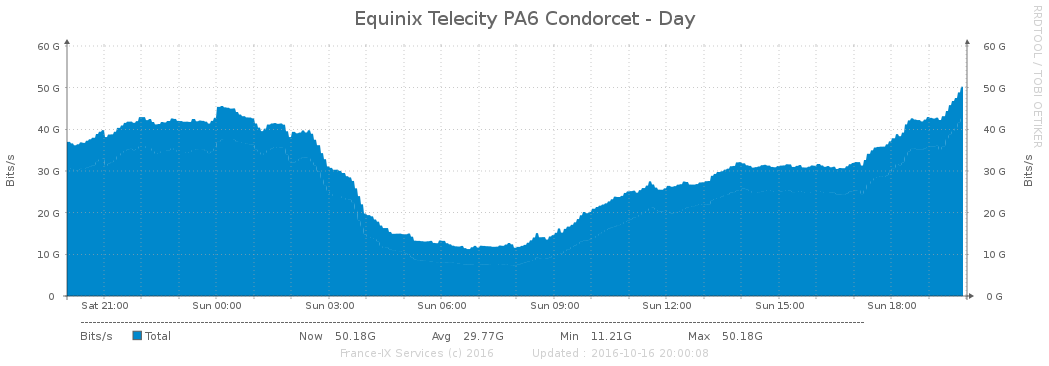 Equinix Telecity PA6 Condorcet - Day
RRDTOOL / TOBI OETIKER
60 G 60 G
50 G 50 G
40 G 40 G
30 G 30 G
20 G 20 G
10 G 10 G
0 0 G
Bits/s
Bits/s
Sat 21:00 Sun 00:00 Sun 03:00 Sun 06:00 Sun 09:00 Sun 12:00 Sun 15:00 Sun 18:00
Bits/s Total Now 50.18G Avg 29.77G Min 11.21G Max 50.18G
France-IX Services (c) 2016 Updated : 2016-10-16 20:00:08